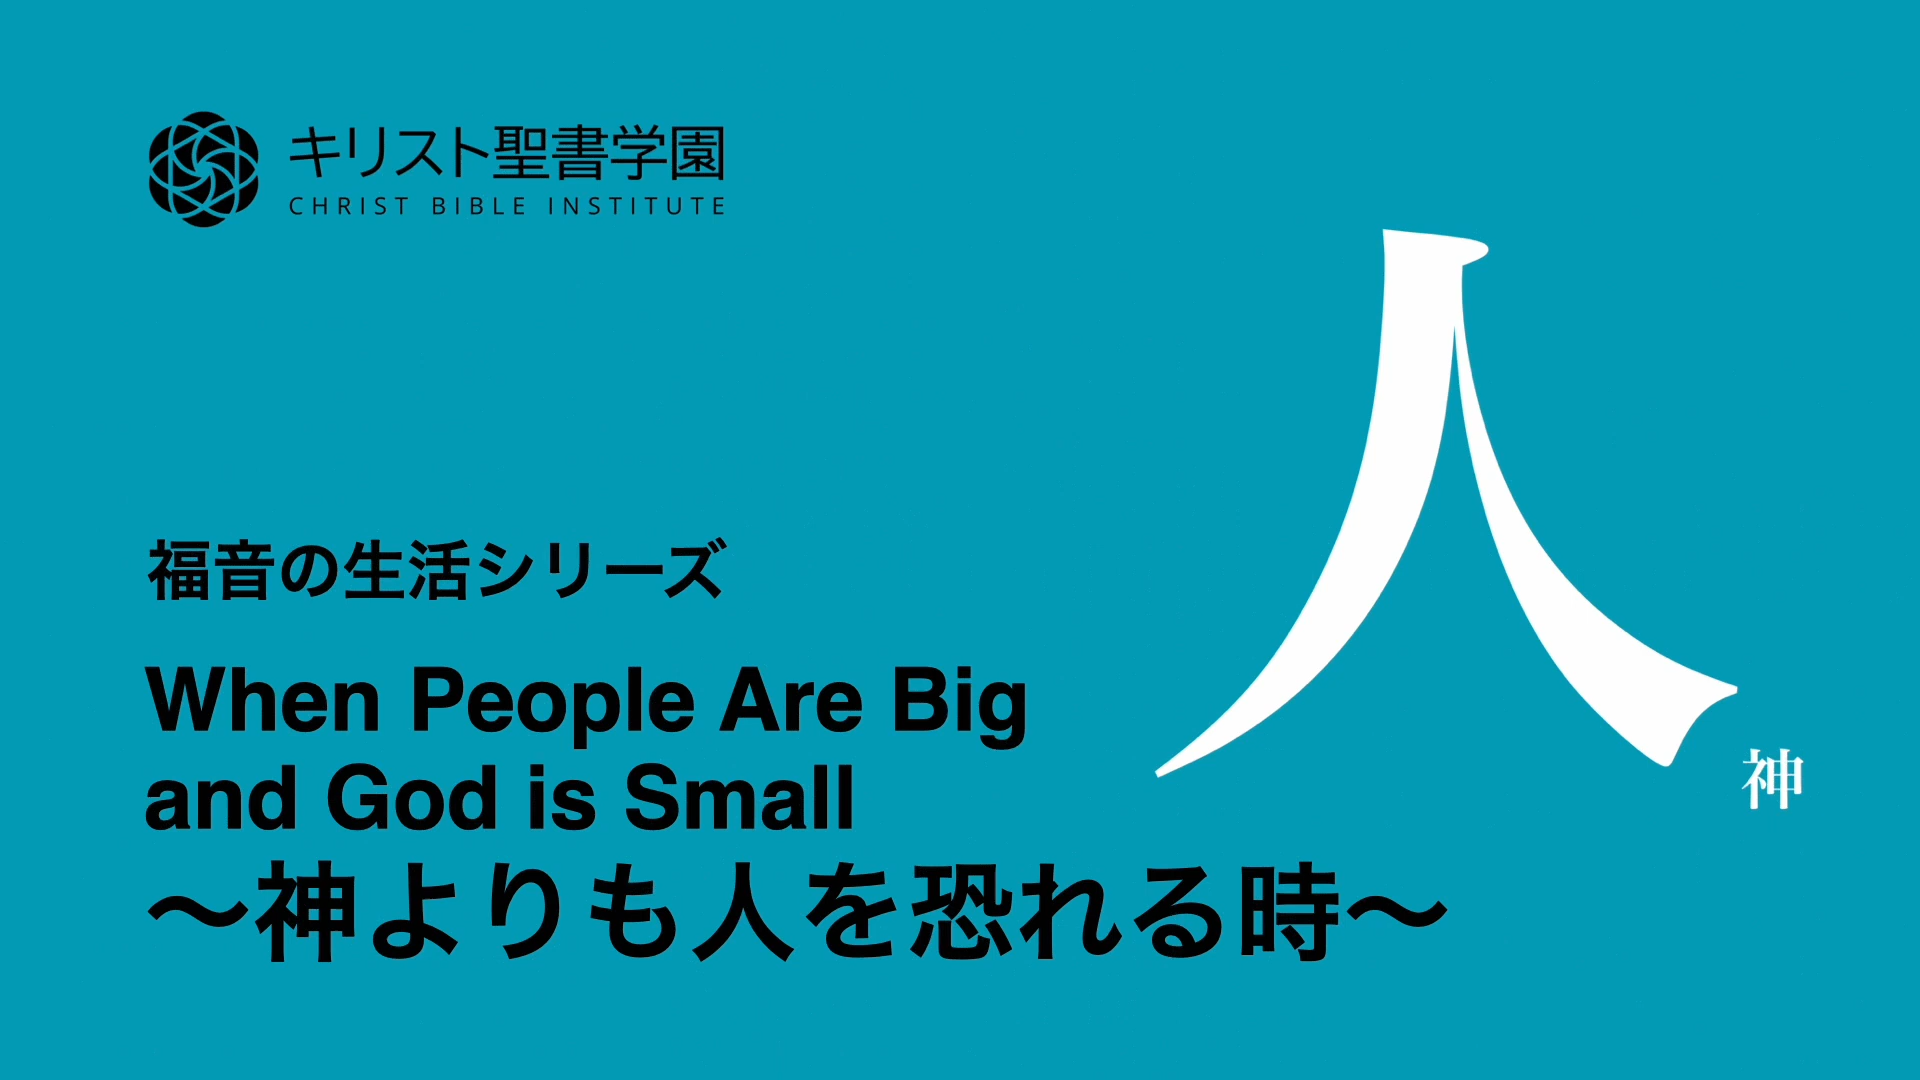 キリスト聖書学園
CHRIST BIBLE INSTITUTE
人
神
福音の生活シリーズ
When People Are Big
and God is Small
〜神よりも人を恐れる時〜